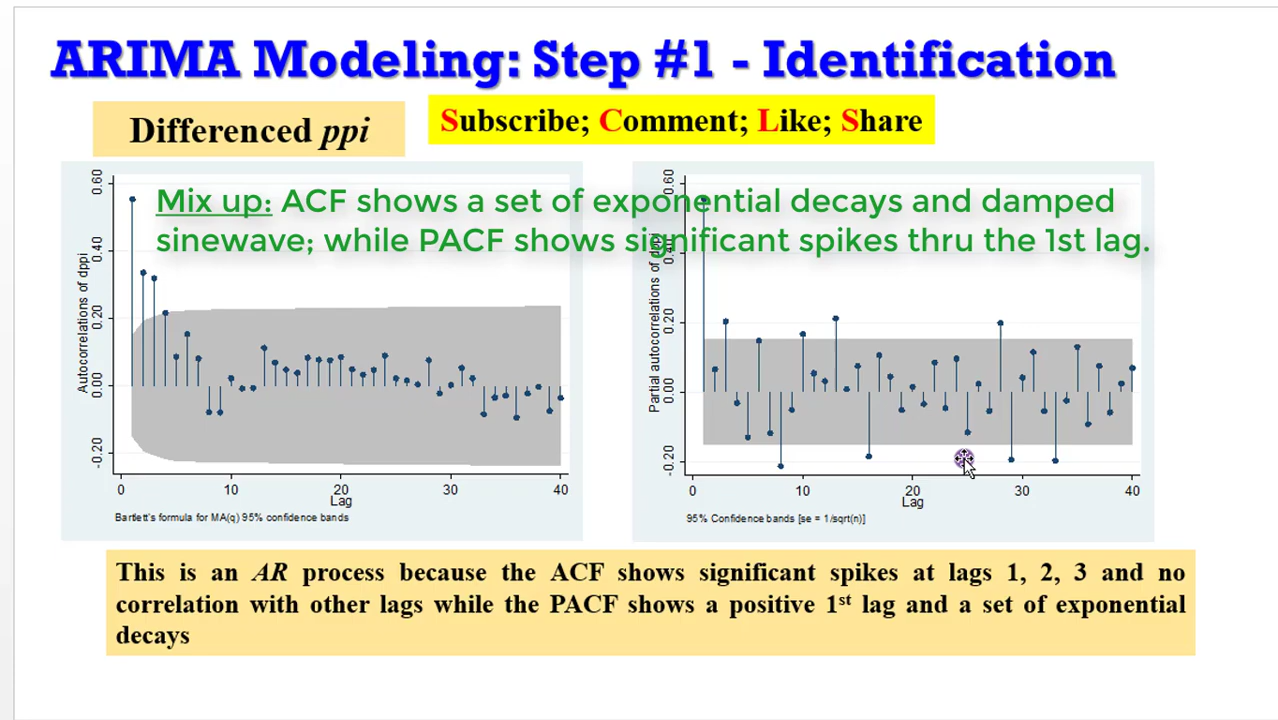 ARIMA Modeling: Step #1 - Identification
Differenced ppi
Subscribe; Comment; Like; Share
Mix up: ACF shows a set of exponential decays and damped
sinewave; while PACF shows significant spikes thru the 1st lag.
Autocorrelations of dppi
0.60
0.40
0.20
0.00
-0.20
0 10 20 30 40
Lag
Bartlett's formula for MA(q) 95% confidence bands
Partial autocorrelations of dppi
0.60
0.40
0.20
0.00
-0.20
0 10 20 30 40
Lag
95% Confidence bands [se = 1/sqrt(n)]
This is an AR process because the ACF shows significant spikes at lags 1, 2, 3 and no
correlation with other lags while the PACF shows a positive 1st lag and a set of exponential
decays